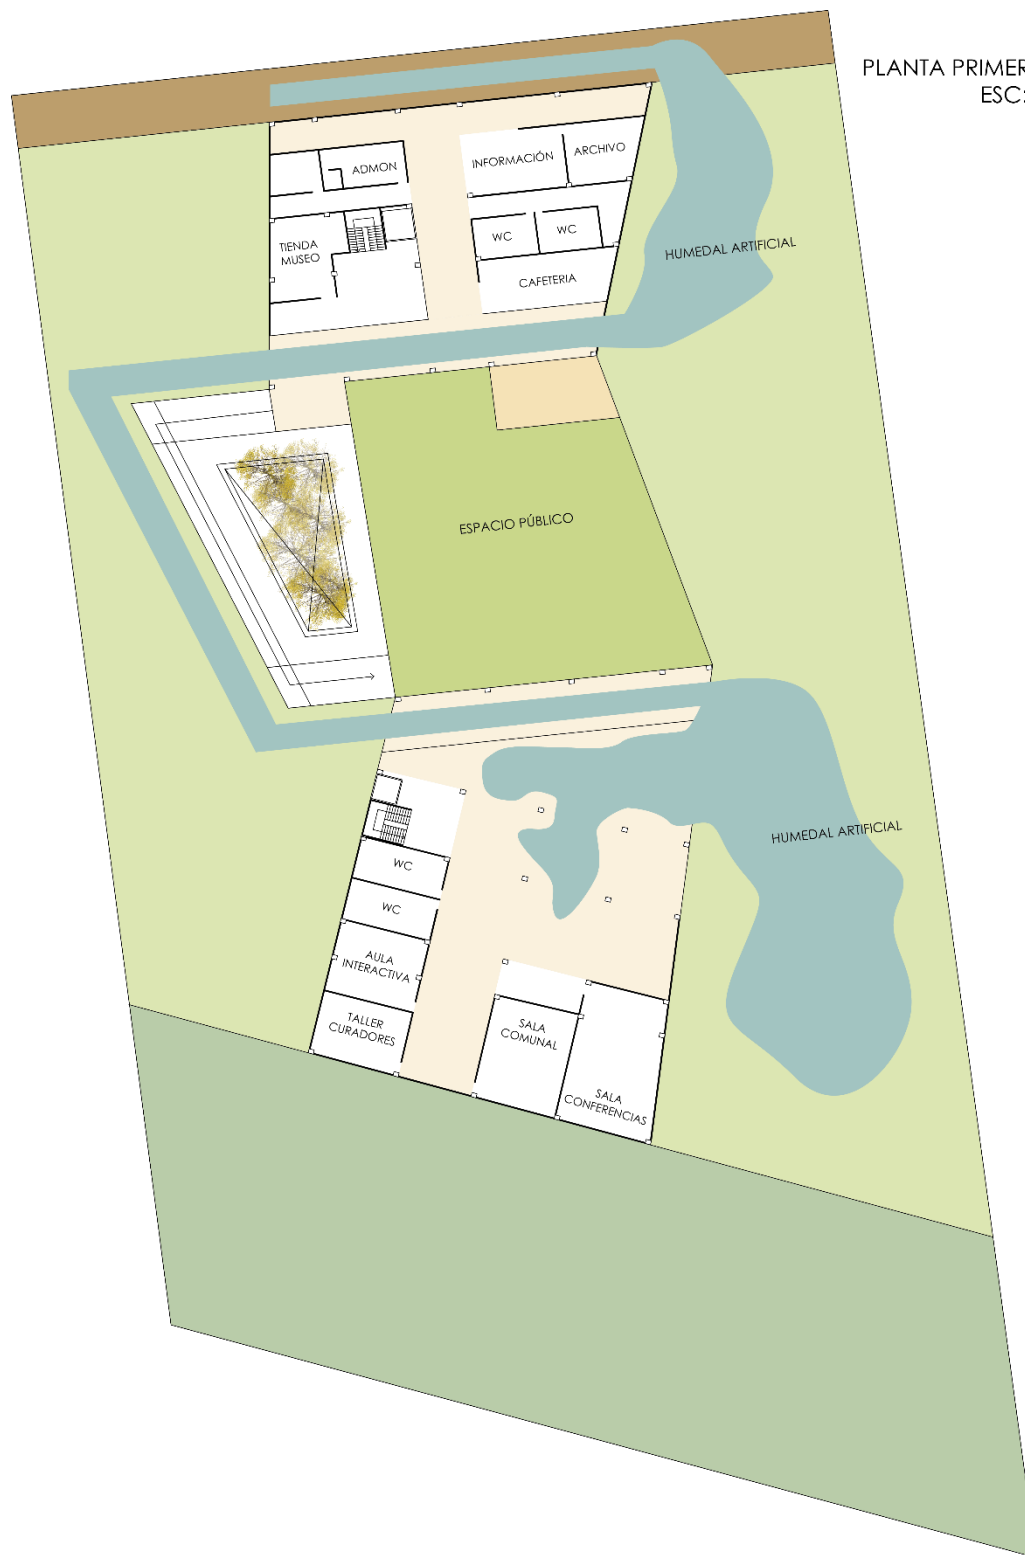 PLANTA PRIMER
ESC:
ADMON
INFORMACIÓN
ARCHIVO
TIENDA
MUSEO
WC
WC
CAFETERIA
HUMEDAL ARTIFICIAL
ESPACIO PÚBLICO
HUMEDAL ARTIFICIAL
WC
WC
AULA
INTERACTIVA
TALLER
CURADORES
SALA
COMUNAL
SALA
CONFERENCIAS